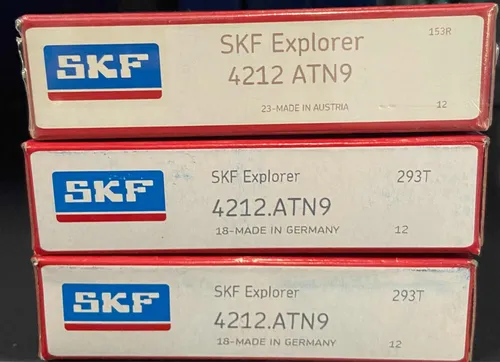 153R
SKF
SKF Explorer
4212 ATN9
23-MADE IN AUSTRIA
12
SKF
SKF Explorer
293T
4212.ATN9
18-MADE IN GERMANY
12
SKF
SKF Explorer
293T
4212.ATN9
18-MADE IN GERMANY
12